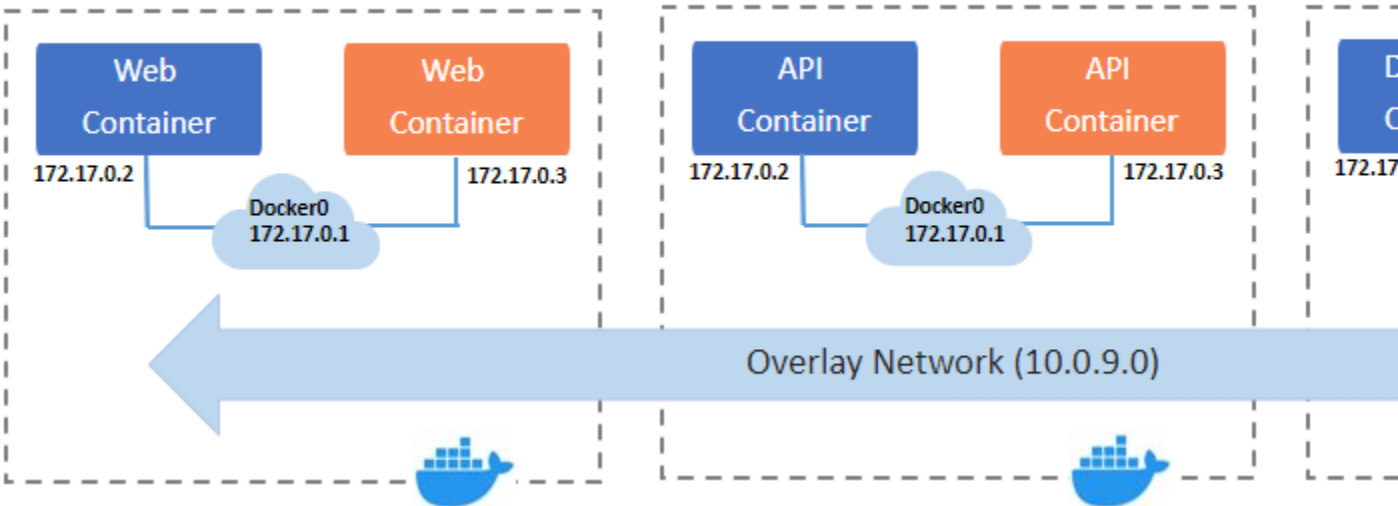 Web
Container
Web
Container
172.17.0.2
172.17.0.3
Docker0
172.17.0.1
API
Container
API
Container
172.17.0.2
172.17.0.3
Docker0
172.17.0.1
172.17
Overlay Network (10.0.9.0)